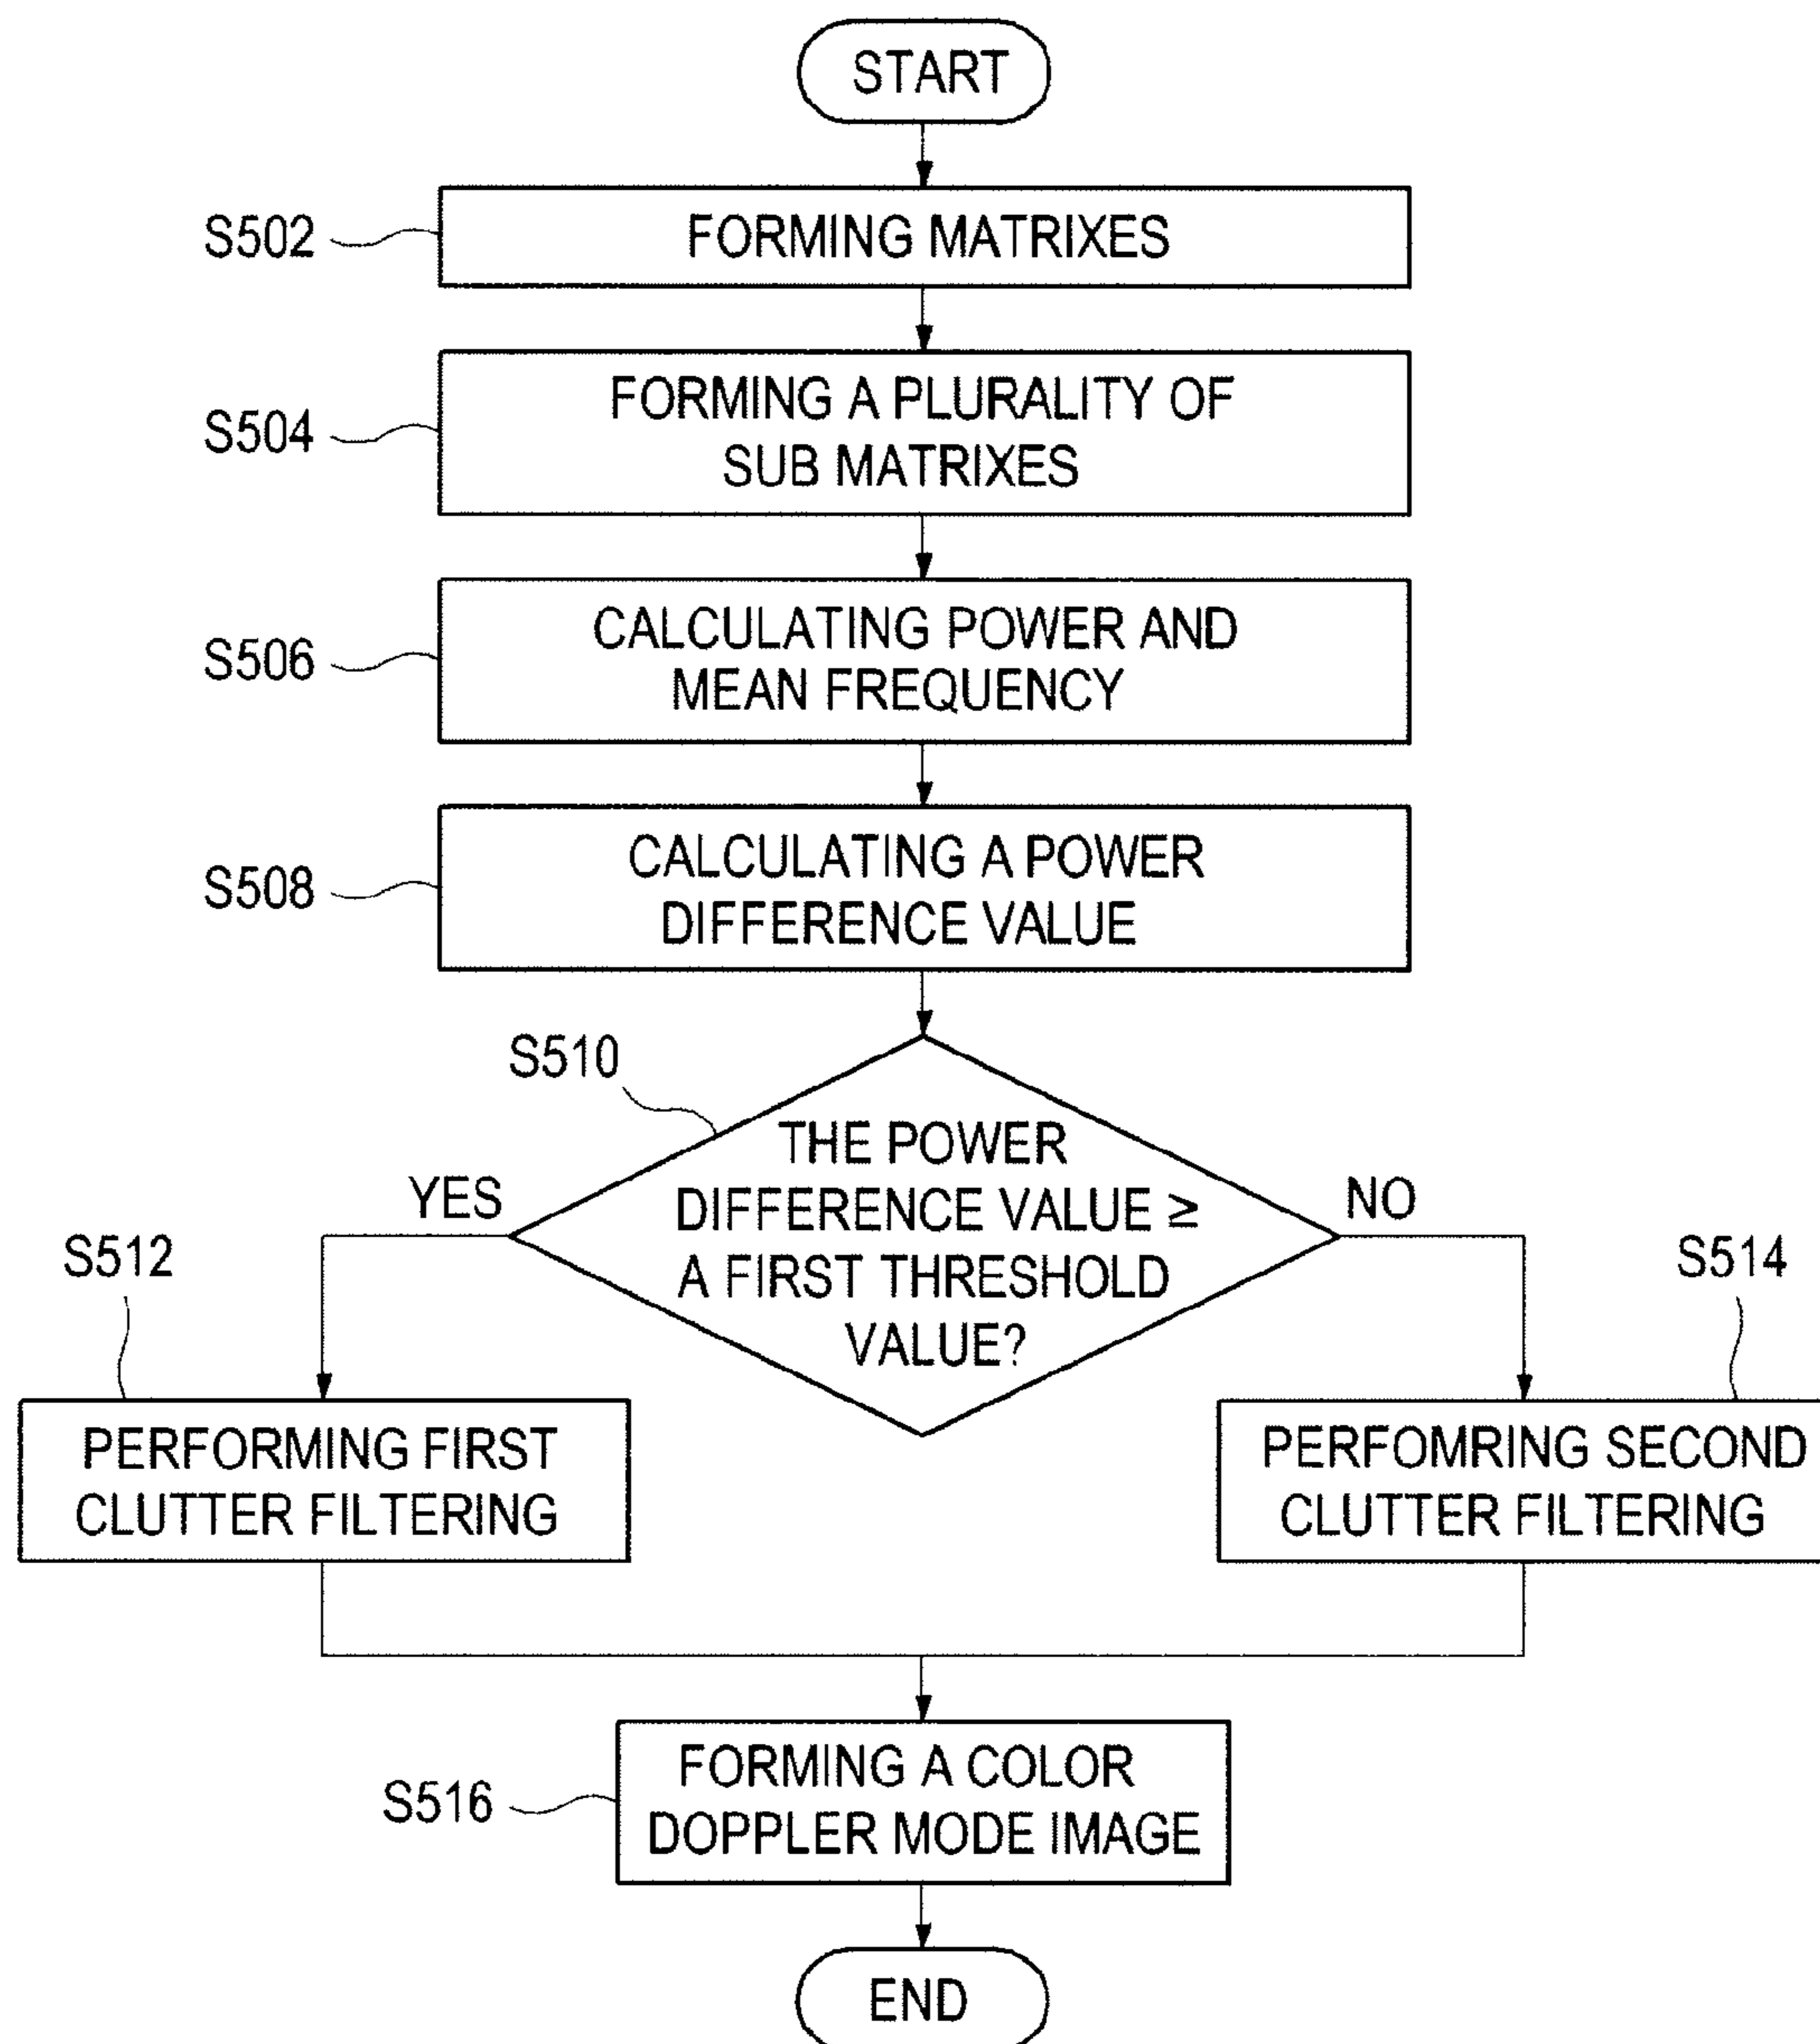 START
S502
FORMING MATRIXES
S504
FORMING A PLURALITY OF
SUB MATRIXES
S506
CALCULATING POWER AND
MEAN FREQUENCY
S508
CALCULATING A POWER
DIFFERENCE VALUE
S510
THE POWER
DIFFERENCE VALUE ≥
A FIRST THRESHOLD
VALUE?
YES
NO
S512
PERFORMING FIRST
CLUTTER FILTERING
S514
PERFOMRING SECOND
CLUTTER FILTERING
S516
FORMING A COLOR
DOPPLER MODE IMAGE
END